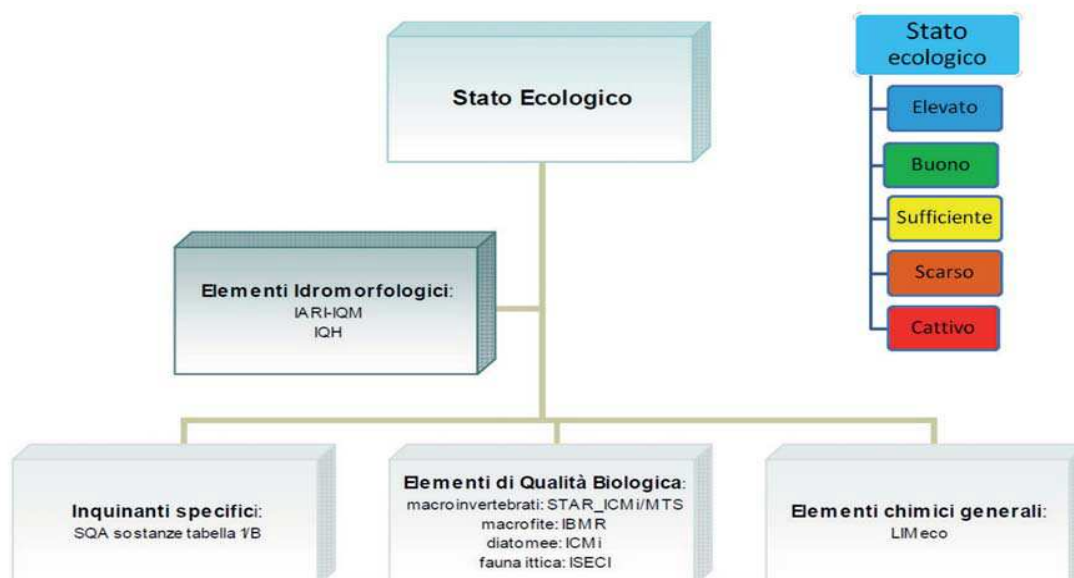 Stato Ecologico
Stato
ecologico
Elevato
Buono
Sufficiente
Scarso
Cattivo
Elementi Idromorfologici:
IARI-IQM
IQH
Inquinanti specifici:
SQA sostanze tabella 1/B
Elementi di Qualità Biologica:
macroinvertebrati: STAR_ICMi/MTS
macrofite: IBMR
diatomee: ICMi
fauna ittica: ISECI
Elementi chimici generali:
LIMeco